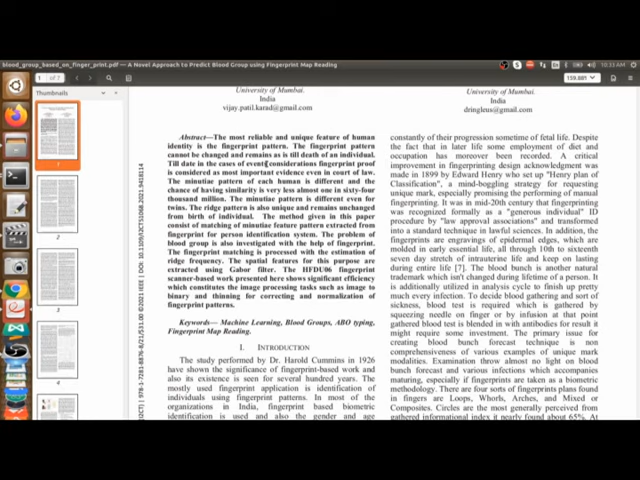 blood_group_based_on_finger_print.pdf — A Novel Approach to Predict Blood Group using Fingerprint Map Reading
10:33 AM
1 of 7
159.881%
Thumbnails
1
2
3
4
University of Mumbai.
India
vijay.patil.karad@gmail.com
University of Mumbai.
India
dringleus@gmail.com
Abstract—The most reliable and unique feature of human
identity is the fingerprint pattern. The fingerprint pattern
cannot be changed and remains as is till death of an individual.
Till date in the cases of event/considerations fingerprint proof
is considered as most important evidence even in court of law.
The minutiae pattern of each human is different and the
chance of having similarity is very less almost one in sixty-four
thousand million. The minutiae pattern is different even for
twins. The ridge pattern is also unique and remains unchanged
from birth of individual. The method given in this paper
consist of matching of minutiae feature pattern extracted from
fingerprint for person identification system. The problem of
blood group is also investigated with the help of fingerprint.
The fingerprint matching is processed with the estimation of
ridge frequency. The spatial features for this purpose are
extracted using Gabor filter. The HFDU06 fingerprint
scanner-based work presented here shows significant efficiency
which constitutes the image processing tasks such as image to
binary and thinning for correcting and normalization of
fingerprint patterns.
Keywords— Machine Learning, Blood Groups, ABO typing,
Fingerprint Map Reading.
I. INTRODUCTION
The study performed by Dr. Harold Cummins in 1926
have shown the significance of fingerprint-based work and
also its existence is seen for several hundred years. The
mostly used fingerprint application is identification of
individuals using fingerprint patterns. In most of the
organizations in India, fingerprint based biometric
identification is used and also the gender and age
constantly of their progression sometime of fetal life. Despite
the fact that in later life some employment of diet and
occupation has moreover been recorded. A critical
improvement in fingerprinting design acknowledgment was
made in 1899 by Edward Henry who set up "Henry plan of
Classification", a mind-boggling strategy for requesting
unique mark, especially promising the performing of manual
fingerprinting. It was in mid-20th century that fingerprinting
was recognized formally as a "generous individual" ID
procedure by "law approval associations" and transformed
into a standard technique in lawful sciences. In addition, the
fingerprints are engravings of epidermal edges, which are
molded in early essential life, all through 10th to sixteenth
seven day stretch of intrauterine life and keep on lasting
during entire life [7]. The blood bunch is another natural
trademark which isn't changed during lifetime of a person. It
is additionally utilized in analysis cycle to finish up pretty
much every infection. To decide blood gathering and sort of
sickness, blood test is required which is gathered by
squeezing needle on finger or by infusion at that point
gathered blood test is blended in with antibodies for result it
might require some investment. The primary issue for
creating blood bunch forecast technique is non
comprehensiveness of various examples of unique mark
modalities. Examination throw almost no light on blood
bunch forecast and various infections which accompanies
maturing, especially if fingerprints are taken as a biometric
methodology. There are four sorts of fingerprints plans found
in fingers are Loops, Whorls, Arches, and Mixed or
Composites. Circles are the most generally perceived from
gathered informational index it nearly found about 65%. At